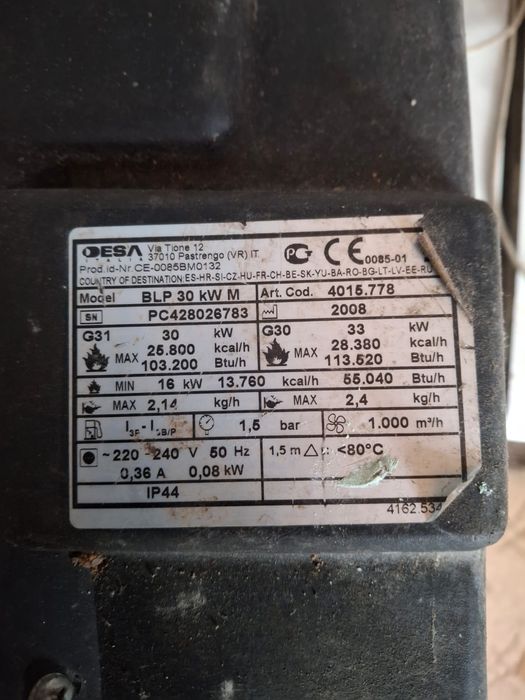 DESA Via Tione 12
ITALIA 37010 Pastrengo (VR) IT
Prod.id-Nr.CE-0085BM0132
PG CE 0085-01
COUNTRY OF DESTINATION:ES-HR-SI-CZ-HU-FR-CH-BE-SK-YU-BA-RO-BG-LT-LV-EE-RU
Model BLP 30 kW M Art. Cod. 4015.778
SN PC428026783 2008
G31 30 kW G30 33 kW
MAX 25.800 kcal/h MAX 28.380 kcal/h
103.200 Btu/h 113.520 Btu/h
MIN 16 kW 13.760 kcal/h 55.040 Btu/h
MAX 2,14 kg/h MAX 2,4 kg/h
I3P - I3B/P 1,5 bar 1.000 m³/h
~220 240 V 50 Hz 1,5 m <80°C
0,36 A 0,08 kW
IP44
4162.534